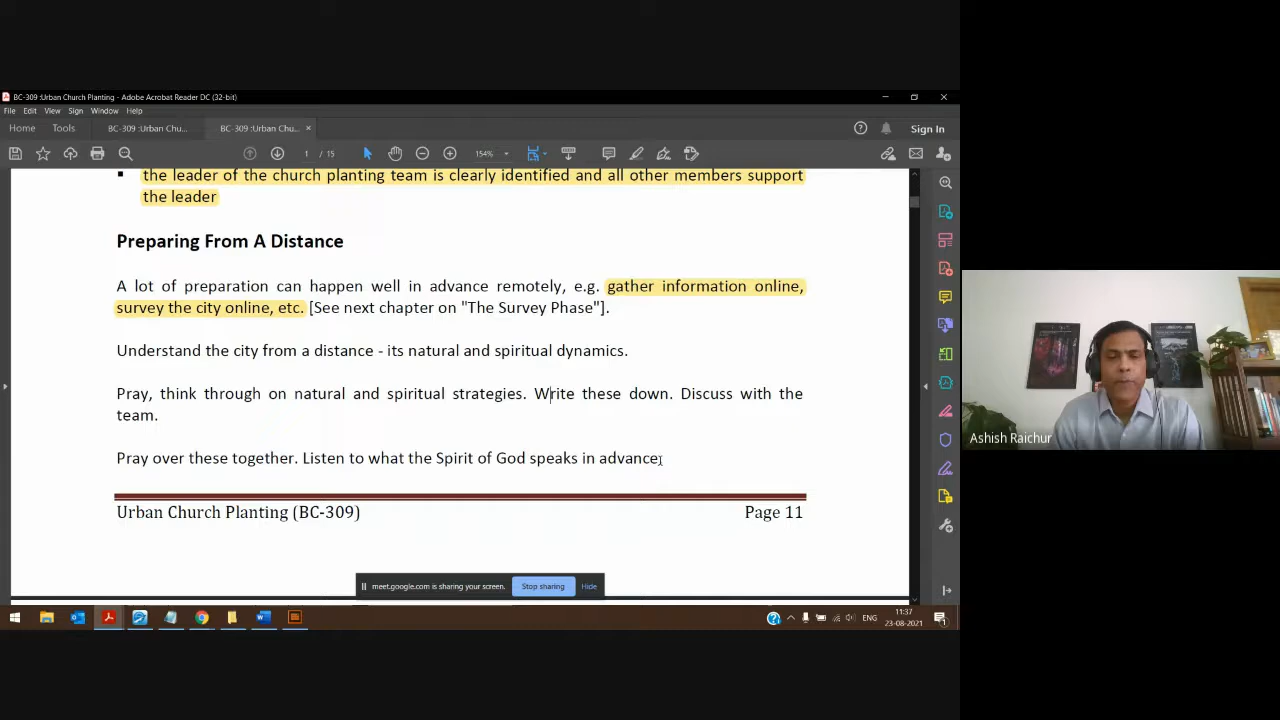 BC-309 :Urban Church Planting - Adobe Acrobat Reader DC (32-bit)
File Edit View Sign Window Help
Home Tools BC-309 :Urban Chu... BC-309 :Urban Chu... × Sign In
1 / 15 154%
▪ the leader of the church planting team is clearly identified and all other members support
the leader
Preparing From A Distance
A lot of preparation can happen well in advance remotely, e.g. gather information online,
survey the city online, etc. [See next chapter on "The Survey Phase"].
Understand the city from a distance - its natural and spiritual dynamics.
Pray, think through on natural and spiritual strategies. Write these down. Discuss with the
team.
Pray over these together. Listen to what the Spirit of God speaks in advance.
Urban Church Planting (BC-309) Page 11
meet.google.com is sharing your screen. Stop sharing Hide
ENG 11:37
23-08-2021
Ashish Raichur